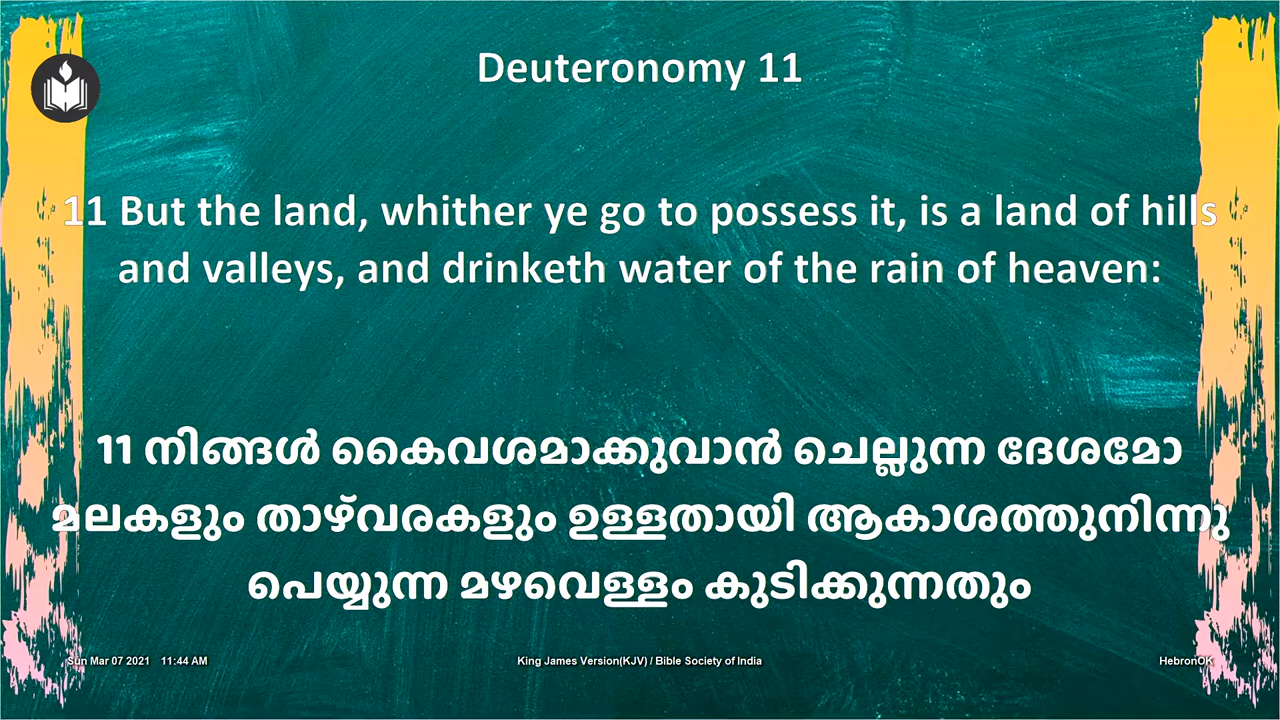 Deuteronomy 11
11 But the land, whither ye go to possess it, is a land of hills
and valleys, and drinketh water of the rain of heaven:
11 നിങ്ങൾ കൈവശമാക്കുവാൻ ചെല്ലുന്ന ദേശമോ
മലകളും താഴ്‌വരകളും ഉള്ളതായി ആകാശത്തുനിന്നു
പെയ്യുന്ന മഴവെള്ളം കുടിക്കുന്നതും
Sun Mar 07 2021 11:44 AM
King James Version(KJV) / Bible Society of India
HebronOK